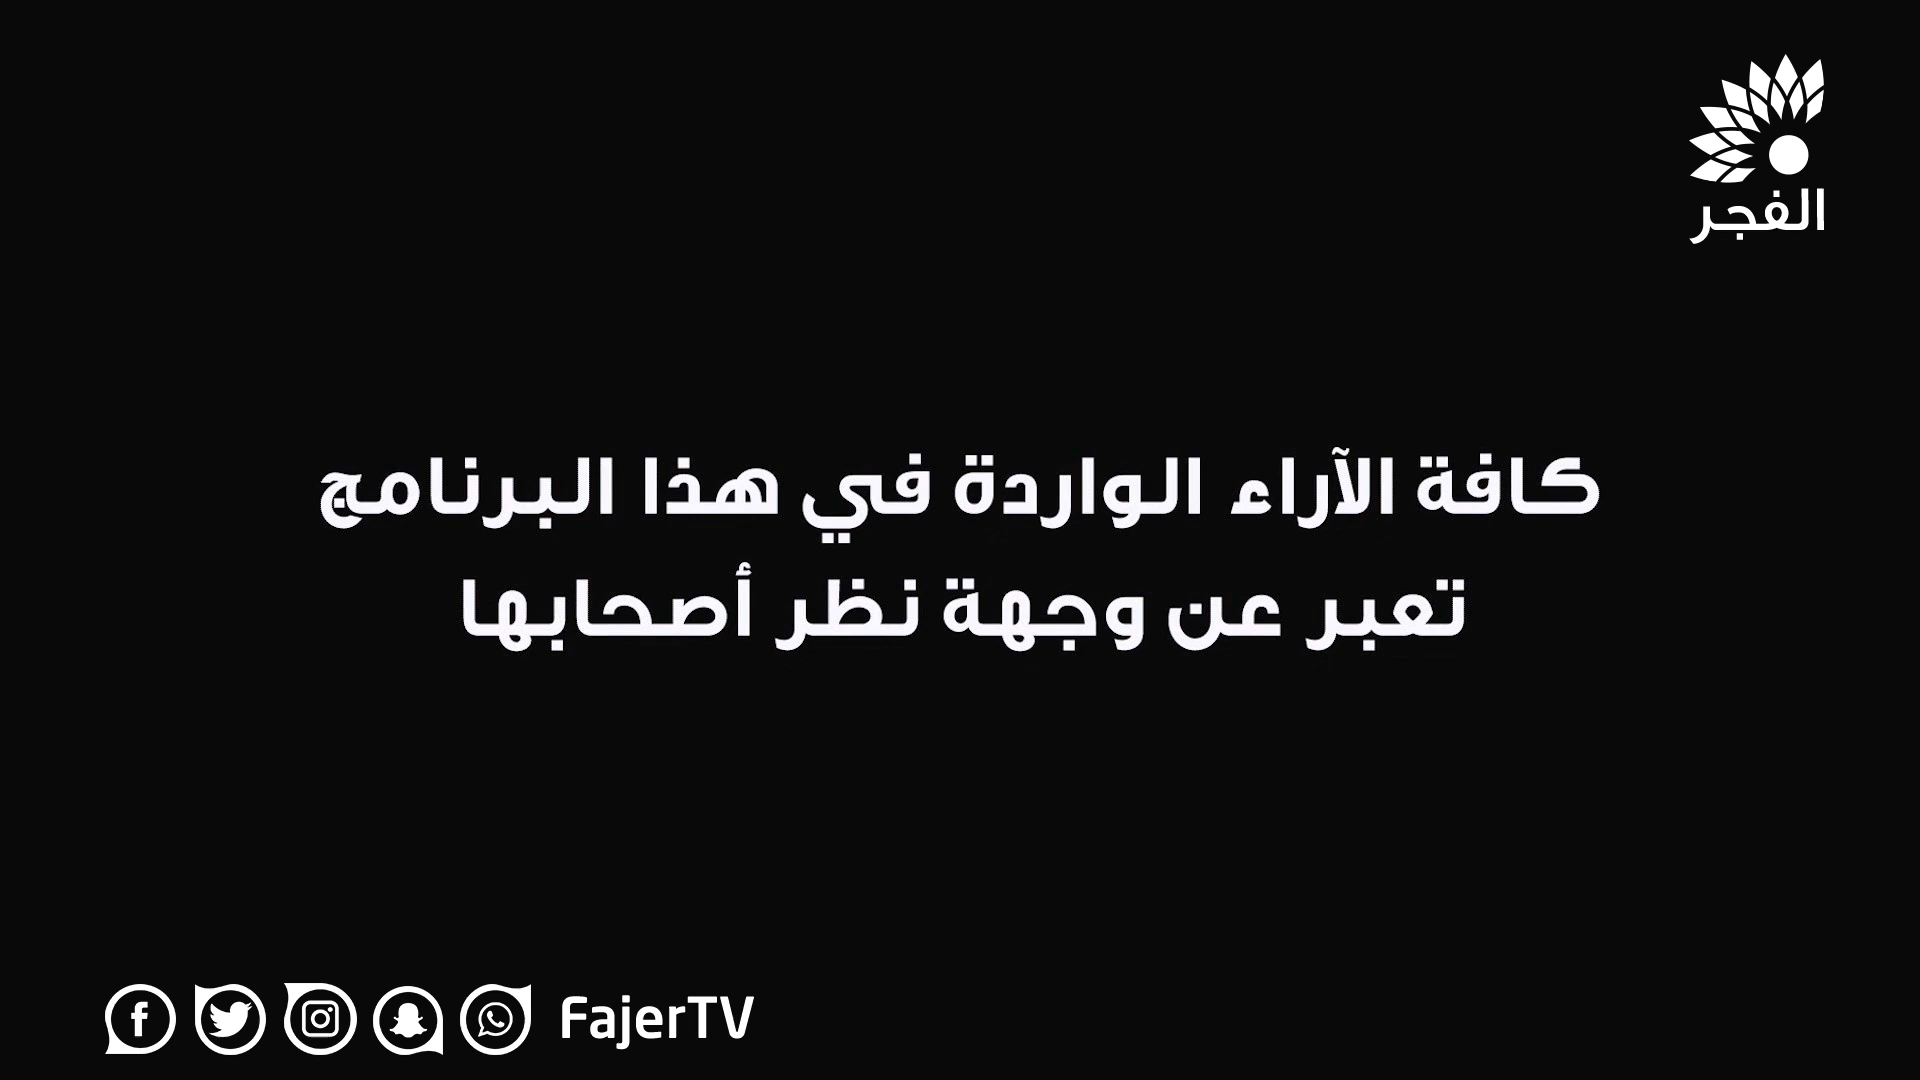 الفجر
كافة الآراء الواردة في هذا البرنامج
تعبر عن وجهة نظر أصحابها
FajerTV